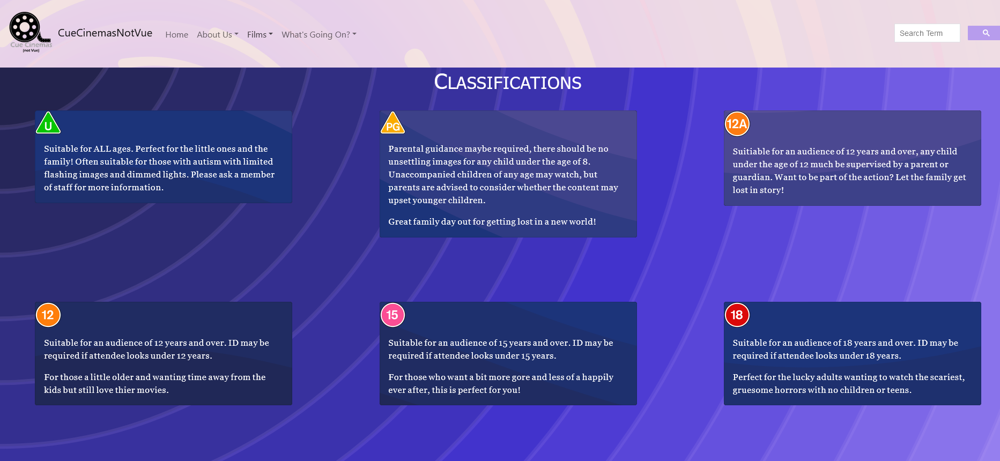 Cue Cinemas
(not Vue)
CueCinemasNotVue
Home
About Us
Films
What's Going On?
Search Term
CLASSIFICATIONS
U
Suitable for ALL ages. Perfect for the little ones and the
family! Often suitable for those with autism with limited
flashing images and dimmed lights. Please ask a member
of staff for more information.
PG
Parental guidance maybe required, there should be no
unsettling images for any child under the age of 8.
Unaccompanied children of any age may watch, but
parents are advised to consider whether the content may
upset younger children.
Great family day out for getting lost in a new world!
12A
Suitiable for an audience of 12 years and over, any child
under the age of 12 much be supervised by a parent or
guardian. Want to be part of the action? Let the family get
lost in story!
12
Suitable for an audience of 12 years and over. ID may be
required if attendee looks under 12 years.
For those a little older and wanting time away from the
kids but still love thier movies.
15
Suitable for an audience of 15 years and over. ID may be
required if attendee looks under 15 years.
For those who want a bit more gore and less of a happily
ever after, this is perfect for you!
18
Suitable for an audience of 18 years and over. ID may be
required if attendee looks under 18 years.
Perfect for the lucky adults wanting to watch the scariest,
gruesome horrors with no children or teens.